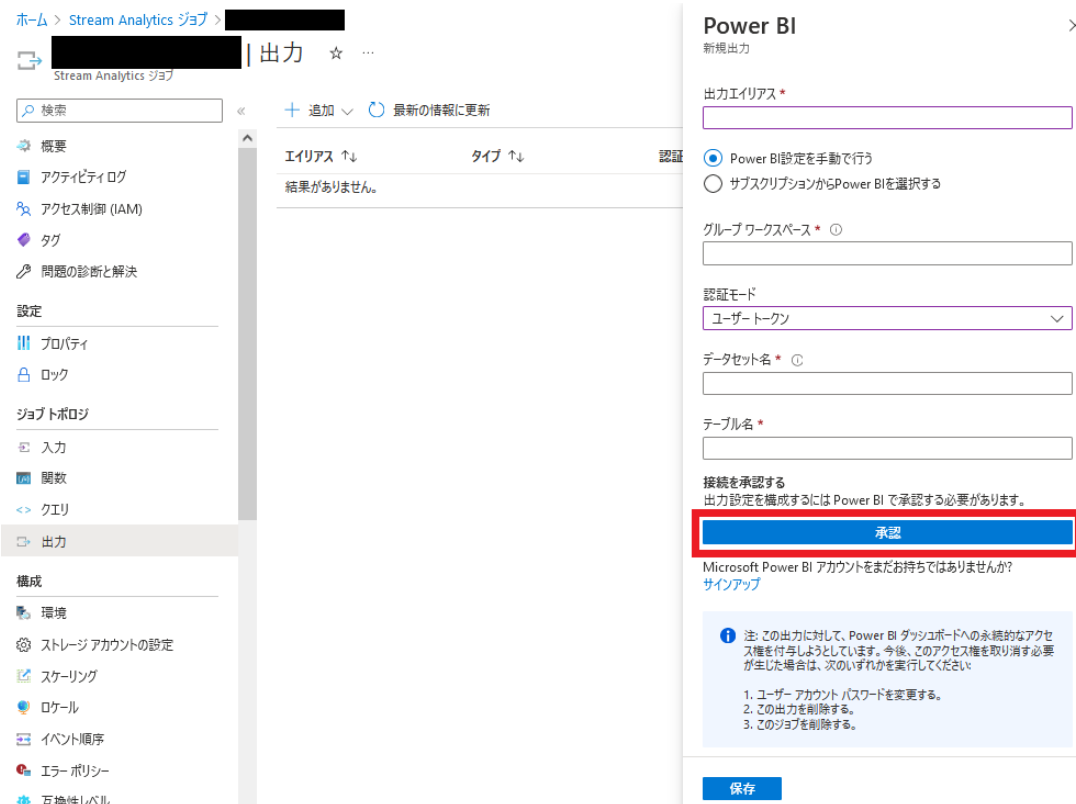 ホーム > Stream Analytics ジョブ >
| 出力 ☆ …
Stream Analytics ジョブ
検索 «
概要
アクティビティ ログ
アクセス制御 (IAM)
タグ
問題の診断と解決
設定
プロパティ
ロック
ジョブ トポロジ
入力
関数
クエリ
出力
構成
環境
ストレージ アカウントの設定
スケーリング
ロケール
イベント順序
エラー ポリシー
互換性レベル
+ 追加 最新の情報に更新
エイリアス ↑↓ タイプ ↑↓ 認証
結果がありません。
Power BI
新規出力
出力エイリアス *
Power BI設定を手動で行う
サブスクリプションからPower BIを選択する
グループ ワークスペース *
認証モード
ユーザー トークン
データセット名 *
テーブル名 *
接続を承認する
出力設定を構成するには Power BI で承認する必要があります。
承認
Microsoft Power BI アカウントをまだお持ちではありませんか?
サインアップ
注: この出力に対して、Power BI ダッシュボードへの永続的なアクセ
ス権を付与しようとしています。今後、このアクセス権を取り消す必要
が生じた場合は、次のいずれかを実行してください:
1. ユーザー アカウント パスワードを変更する。
2. この出力を削除する。
3. このジョブを削除する。
保存